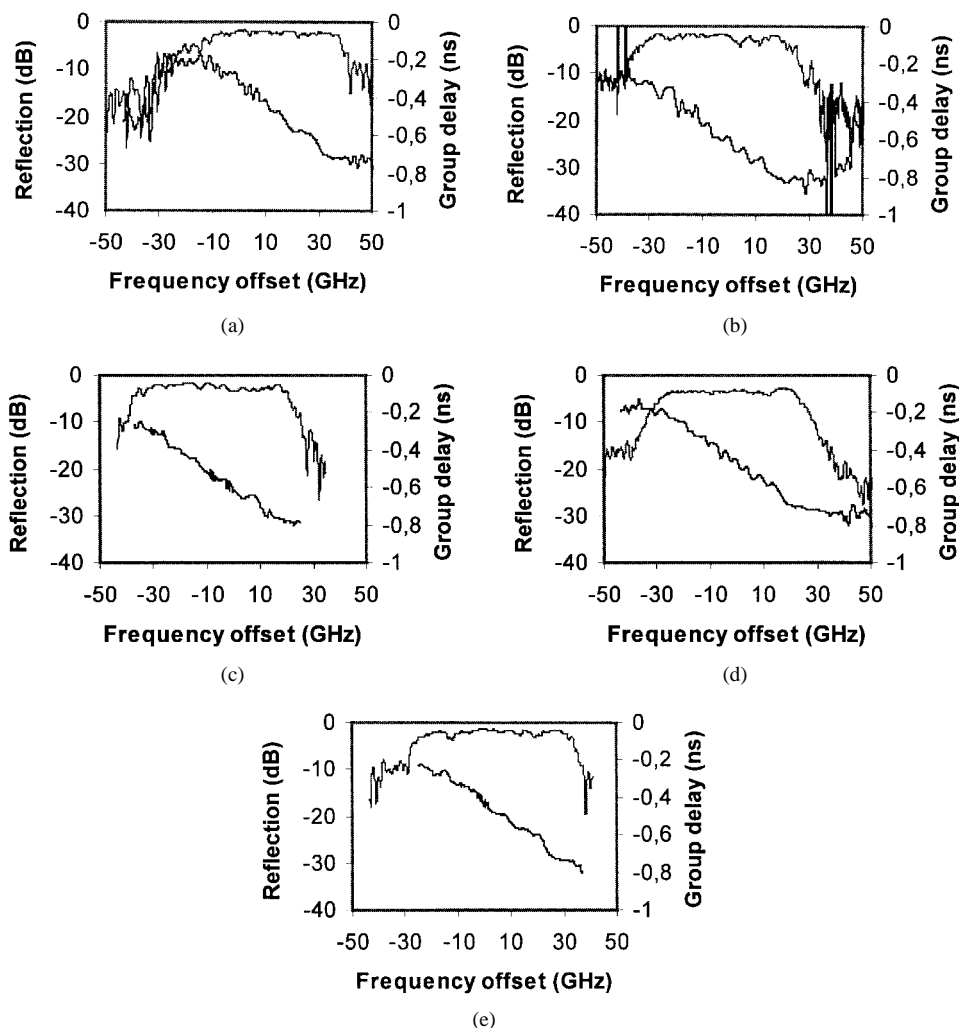 0 0
-10 -0,2
-20 -0,4
-30 -0,6
-0,8
-40 -1
-50 -30 -10 10 30 50
Reflection (dB)
Group delay (ns)
Frequency offset (GHz)
(a)
0 0
-10 -0,2
-20 -0,4
-30 -0,6
-0,8
-40 -1
-50 -30 -10 10 30 50
Reflection (dB)
Group delay (ns)
Frequency offset (GHz)
(b)
0 0
-10 -0,2
-20 -0,4
-30 -0,6
-0,8
-40 -1
-50 -30 -10 10 30 50
Reflection (dB)
Group delay (ns)
Frequency offset (GHz)
(c)
0 0
-10 -0,2
-20 -0,4
-30 -0,6
-0,8
-40 -1
-50 -30 -10 10 30 50
Reflection (dB)
Group delay (ns)
Frequency offset (GHz)
(d)
0 0
-10 -0,2
-20 -0,4
-30 -0,6
-0,8
-40 -1
-50 -30 -10 10 30 50
Reflection (dB)
Group delay (ns)
Frequency offset (GHz)
(e)